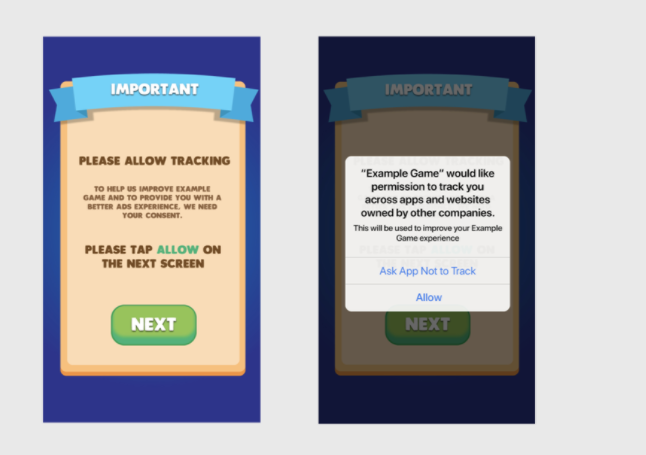 IMPORTANT
PLEASE ALLOW TRACKING
TO HELP US IMPROVE EXAMPLE
GAME AND TO PROVIDE YOU WITH A
BETTER ADS EXPERIENCE. WE NEED
YOUR CONSENT.
PLEASE TAP ALLOW ON
THE NEXT SCREEN
NEXT
IMPORTANT
“Example Game” would like
permission to track you
across apps and websites
owned by other companies.
This will be used to improve your Example
Game experience
Ask App Not to Track
Allow
NEXT